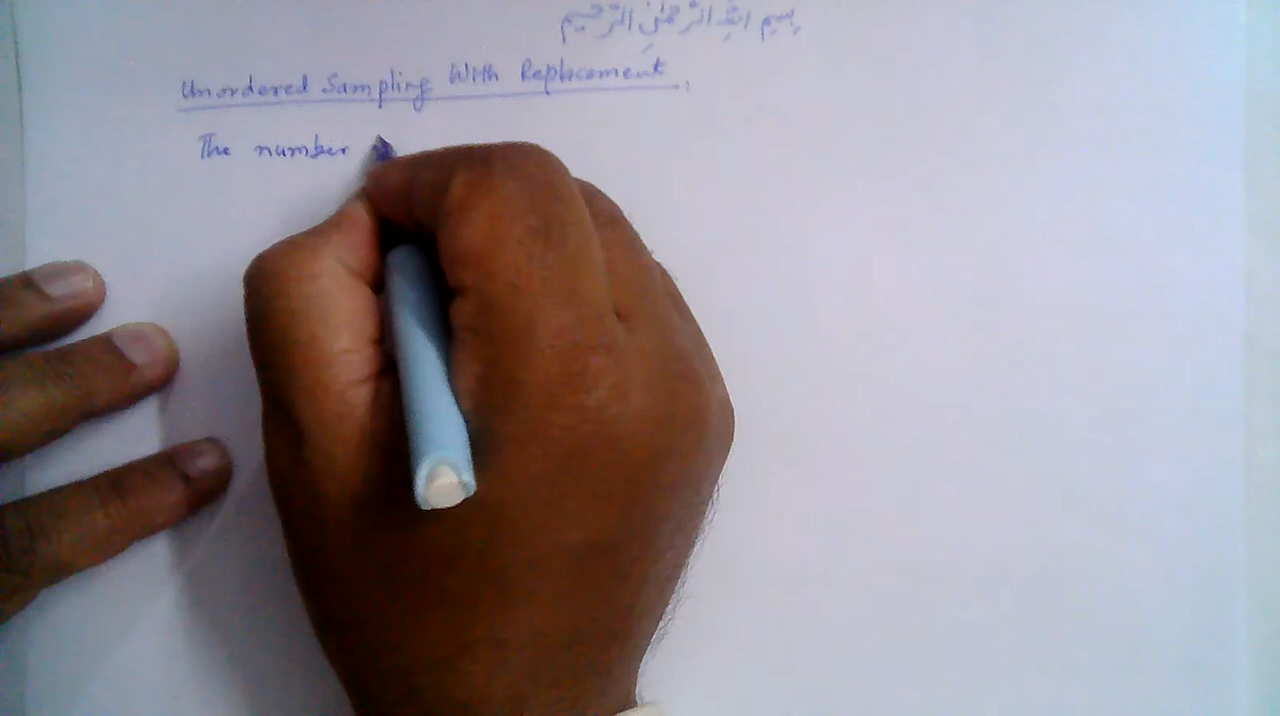 بسم اللہ الرحمٰن الرحیم
Unordered Sampling With Replacement
The number